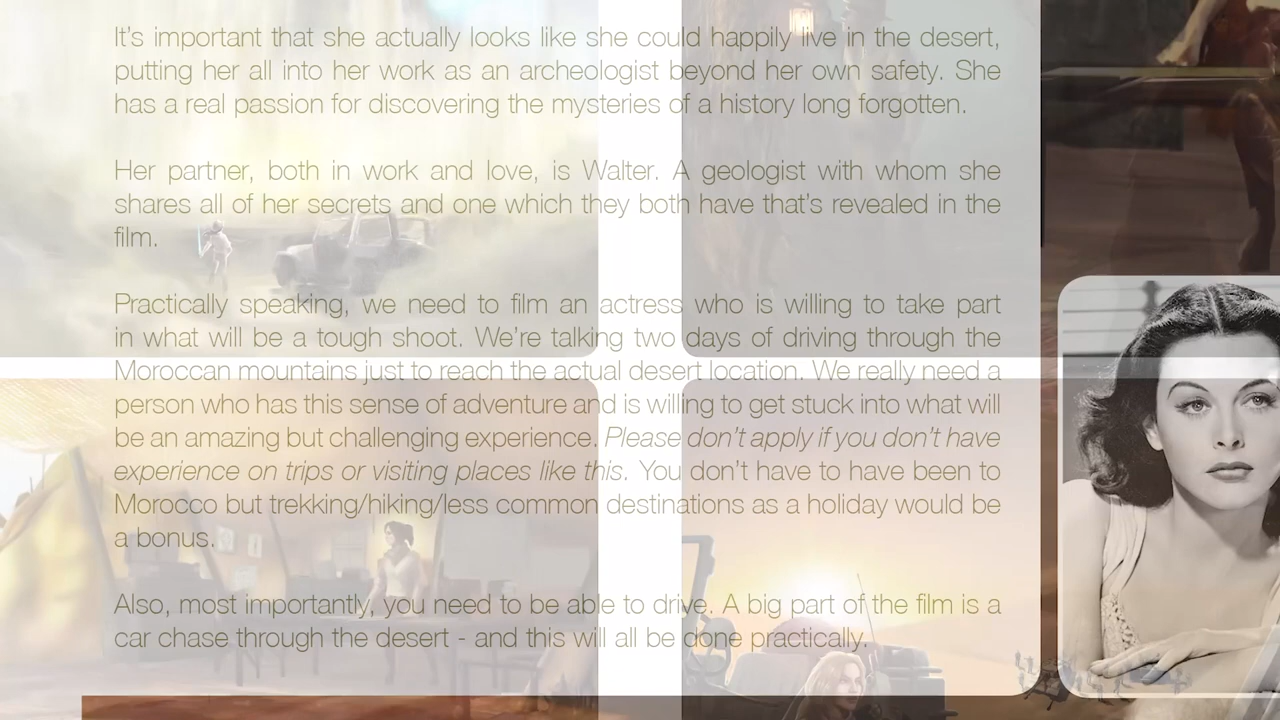 It’s important that she actually looks like she could happily live in the desert,
putting her all into her work as an archeologist beyond her own safety. She
has a real passion for discovering the mysteries of a history long forgotten.
Her partner, both in work and love, is Walter. A geologist with whom she
shares all of her secrets and one which they both have that’s revealed in the
film.
Practically speaking, we need to film an actress who is willing to take part
in what will be a tough shoot. We’re talking two days of driving through the
Moroccan mountains just to reach the actual desert location. We really need a
person who has this sense of adventure and is willing to get stuck into what will
be an amazing but challenging experience. Please don’t apply if you don’t have
experience on trips or visiting places like this. You don’t have to have been to
Morocco but trekking/hiking/less common destinations as a holiday would be
a bonus.
Also, most importantly, you need to be able to drive. A big part of the film is a
car chase through the desert - and this will all be done practically.